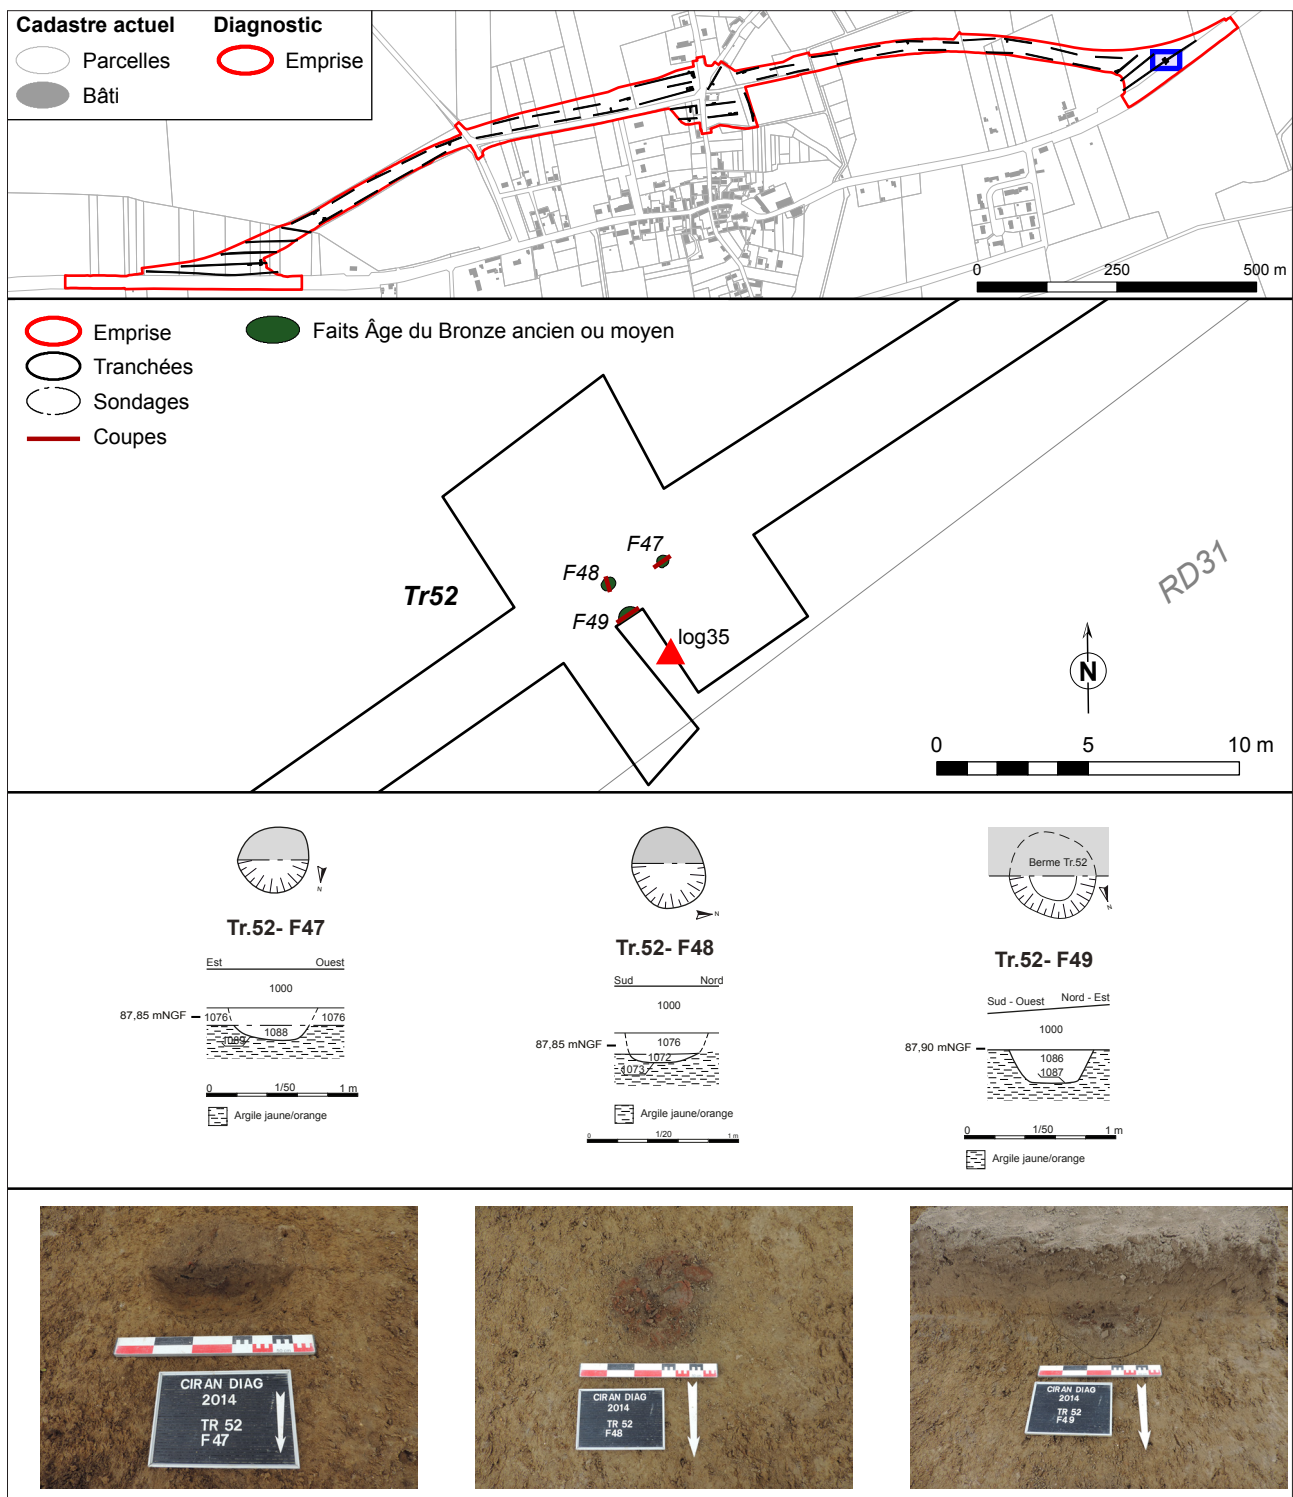 Cadastre actuel
Diagnostic
Parcelles
Emprise
Bâti
0 250 500 m
Emprise
Faits Âge du Bronze ancien ou moyen
Tranchées
Sondages
Coupes
F47
F48
Tr52
F49
log35
RD31
N
0 5 10 m
N
Tr.52- F47
Est Ouest
1000
87,85 mNGF
1076 1076
1088
1089
0 1/50 1 m
Argile jaune/orange
N
Tr.52- F48
Sud Nord
1000
87,85 mNGF
1076
1072
1073
Argile jaune/orange
0 1/20 1 m
Berme Tr.52
N
Tr.52- F49
Sud - Ouest Nord - Est
1000
87,90 mNGF
1086
1087
0 1/50 1 m
Argile jaune/orange
CIRAN DIAG
2014
TR 52
F47
CIRAN DIAG
2014
TR 52
F48
CIRAN DIAG
2014
TR 52
F49